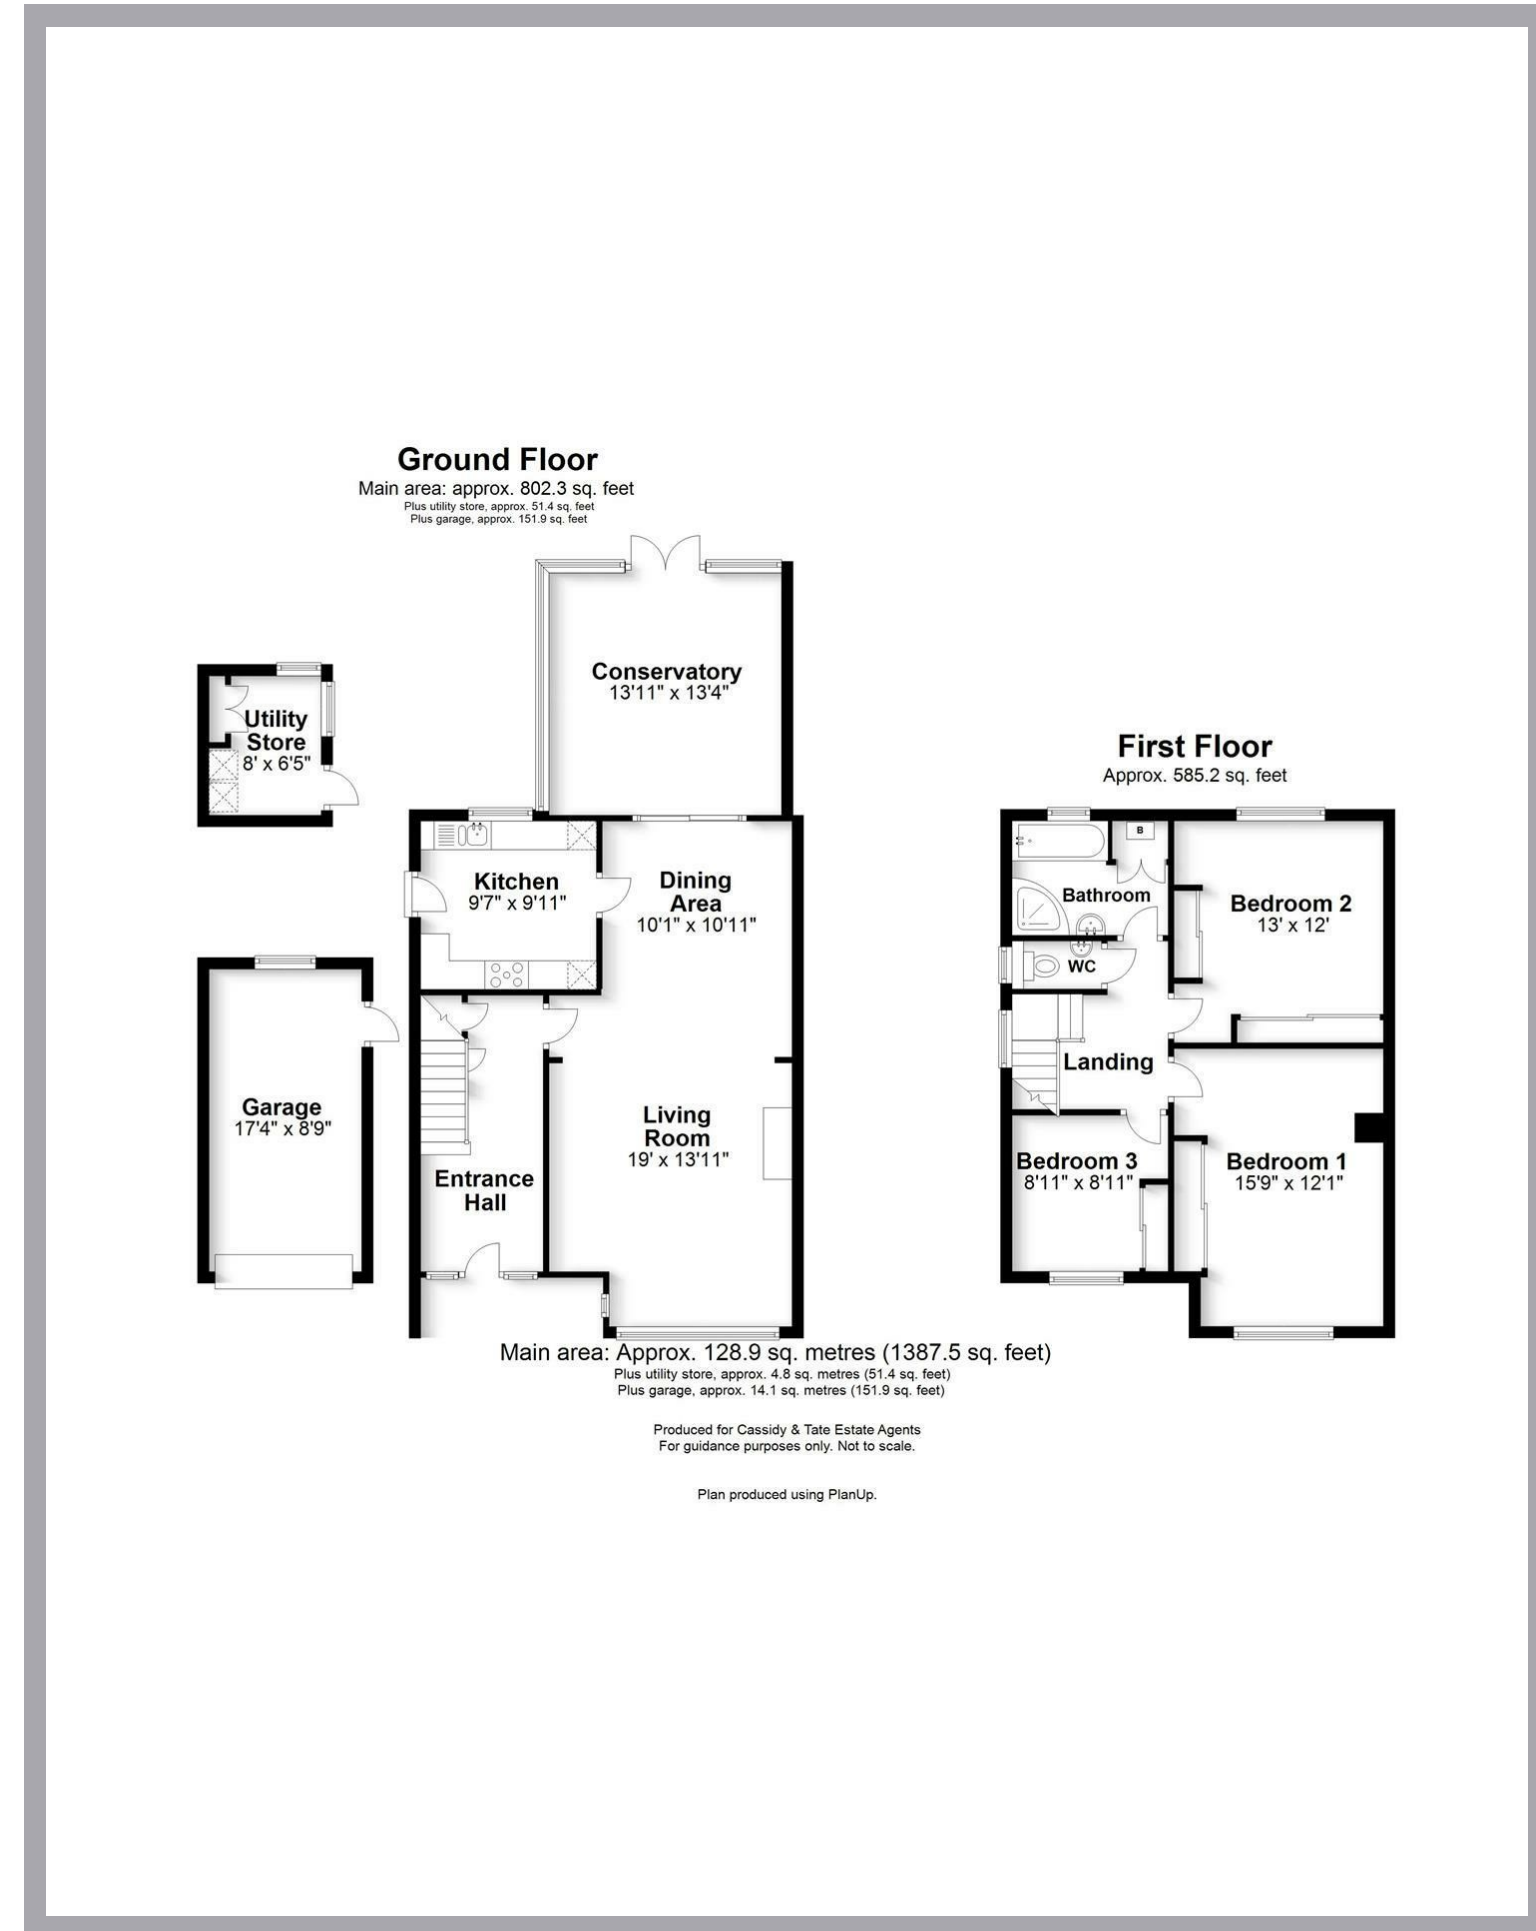 Ground Floor
Main area: approx. 802.3 sq. feet
Plus utility store, approx. 51.4 sq. feet
Plus garage, approx. 151.9 sq. feet
Conservatory
13'11" x 13'4"
Utility
Store
8' x 6'5"
Kitchen
9'7" x 9'11"
Dining
Area
10'1" x 10'11"
Garage
17'4" x 8'9"
Living
Room
19' x 13'11"
Entrance
Hall
First Floor
Approx. 585.2 sq. feet
B
Bathroom
Bedroom 2
13' x 12'
WC
Landing
Bedroom 3
8'11" x 8'11"
Bedroom 1
15'9" x 12'1"
Main area: Approx. 128.9 sq. metres (1387.5 sq. feet)
Plus utility store, approx. 4.8 sq. metres (51.4 sq. feet)
Plus garage, approx. 14.1 sq. metres (151.9 sq. feet)
Produced for Cassidy & Tate Estate Agents
For guidance purposes only. Not to scale.
Plan produced using PlanUp.